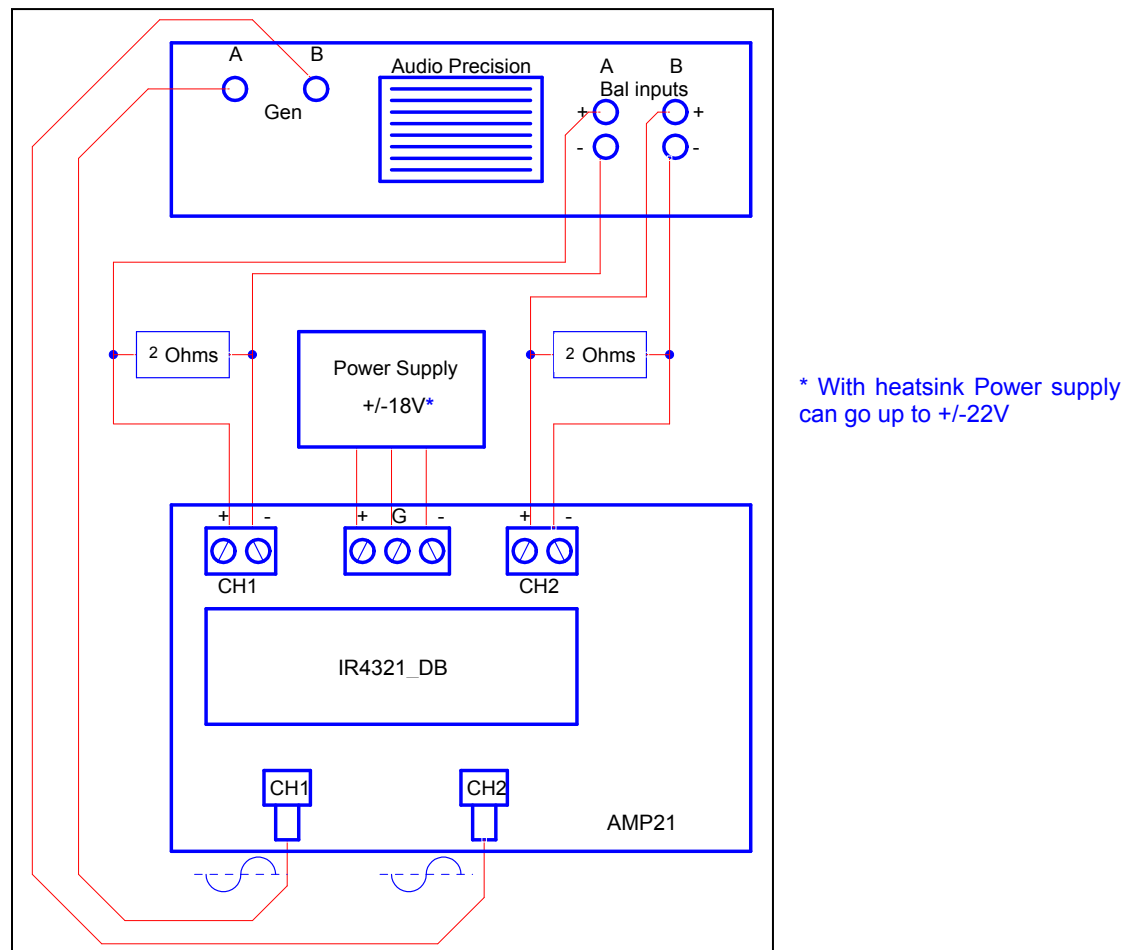 A B
Gen
Audio Precision
A B
Bal inputs
+ +
- -
2 Ohms
Power Supply
+/-18V*
2 Ohms
* With heatsink Power supply
can go up to +/-22V
+ -
+ G -
+ -
CH1
CH2
IR4321_DB
CH1
CH2
AMP21